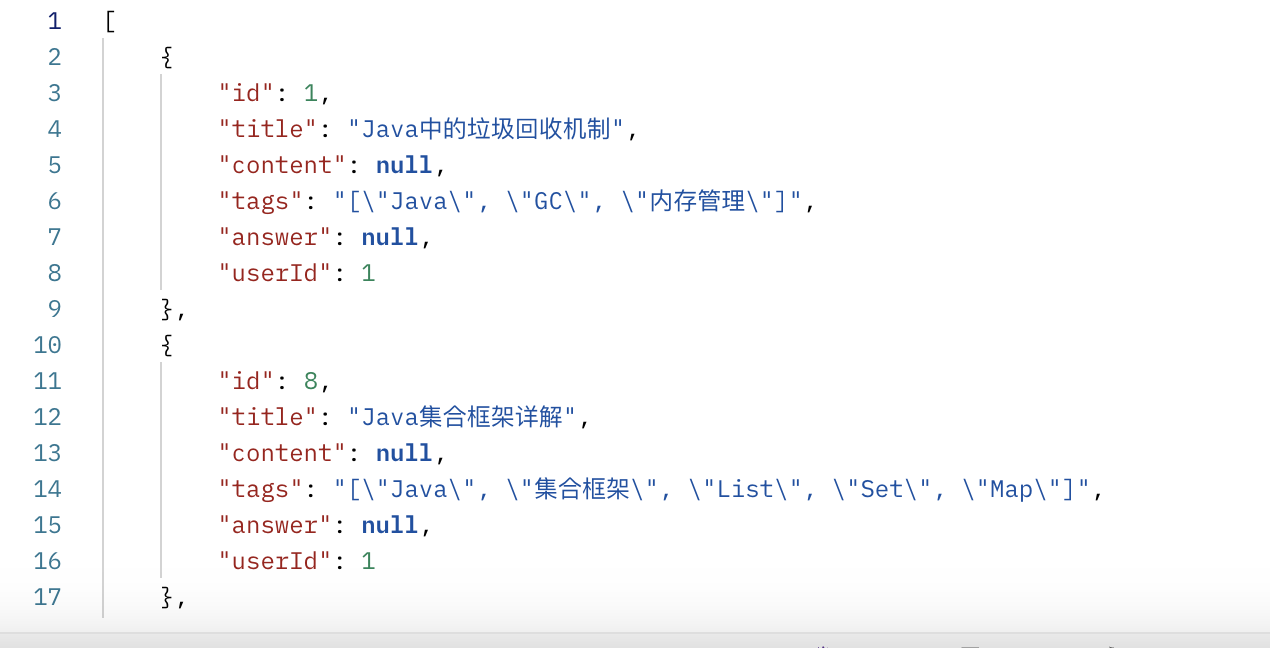 1 [
2 {
3 "id": 1,
4 "title": "Java中的垃圾回收机制",
5 "content": null,
6 "tags": "[\"Java\", \"GC\", \"内存管理\"]",
7 "answer": null,
8 "userId": 1
9 },
10 {
11 "id": 8,
12 "title": "Java集合框架详解",
13 "content": null,
14 "tags": "[\"Java\", \"集合框架\", \"List\", \"Set\", \"Map\"]",
15 "answer": null,
16 "userId": 1
17 },